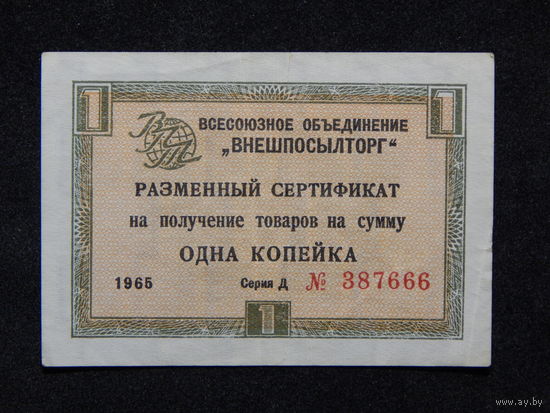 1 1
ВПТ
ВСЕСОЮЗНОЕ ОБЪЕДИНЕНИЕ
„ВНЕШПОСЫЛТОРГ“
РАЗМЕННЫЙ СЕРТИФИКАТ
на получение товаров на сумму
ОДНА КОПЕЙКА
1965 Серия Д № 387666
1
© www.ay.by